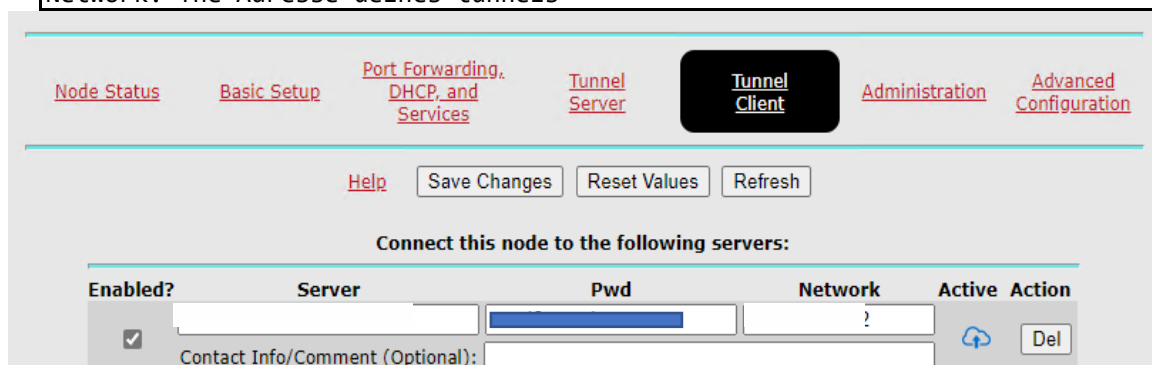 Network: The Adresse deines tunnels
Node Status Basic Setup Port Forwarding, DHCP, and Services Tunnel Server Tunnel Client Administration Advanced Configuration
Help Save Changes Reset Values Refresh
Connect this node to the following servers:
Enabled? Server Pwd Network Active Action
Del
Contact Info/Comment (Optional):